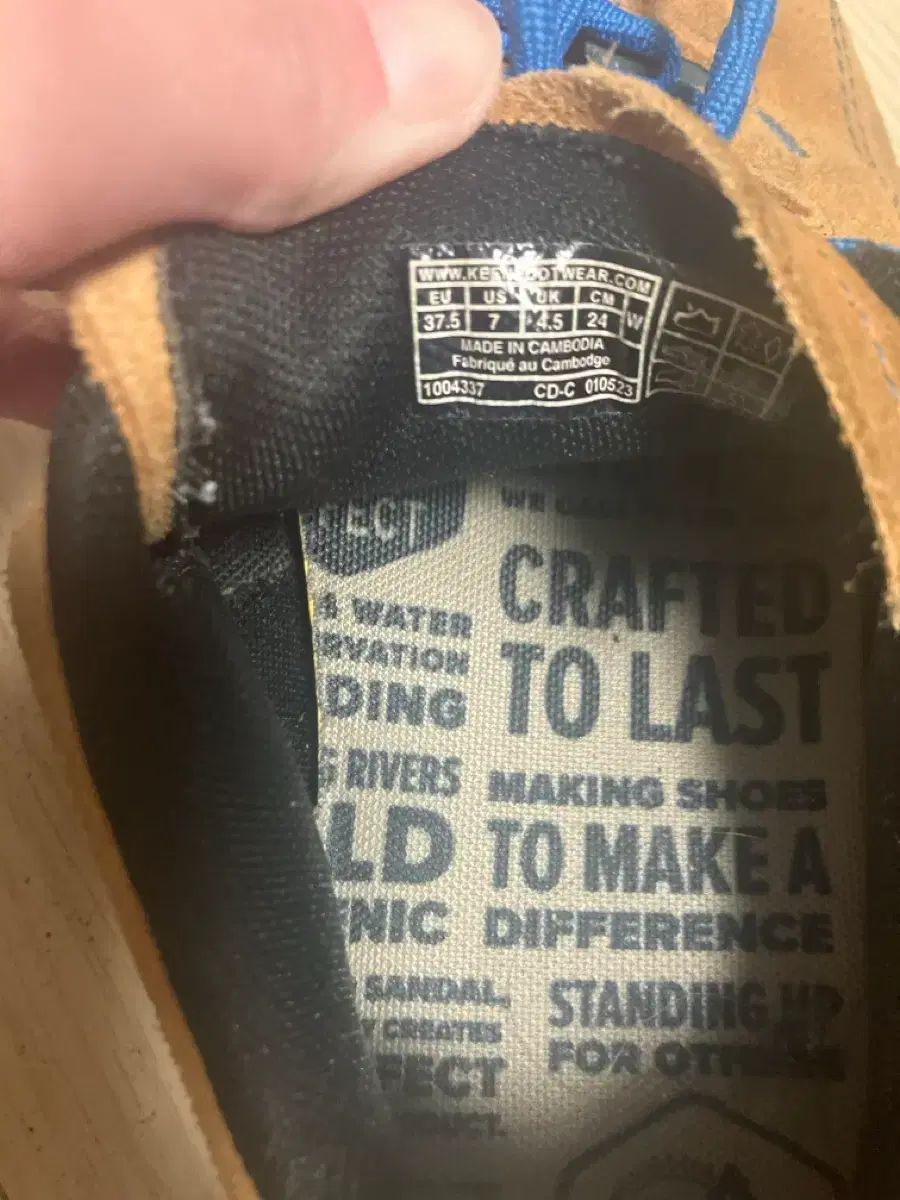 WWW.KEENFOOTWEAR.COM
EU US UK CM W
37.5 7 4.5 24
MADE IN CAMBODIA
Fabriqué au Cambodge
1004337 CD-C 010523
ECT
WATER
RVATION
DING
RIVERS
LD
NIC
SANDAL
CREATES
FECT
WE
CRAFTED
TO LAST
MAKING SHOES
TO MAKE A
DIFFERENCE
STANDING UP
FOR